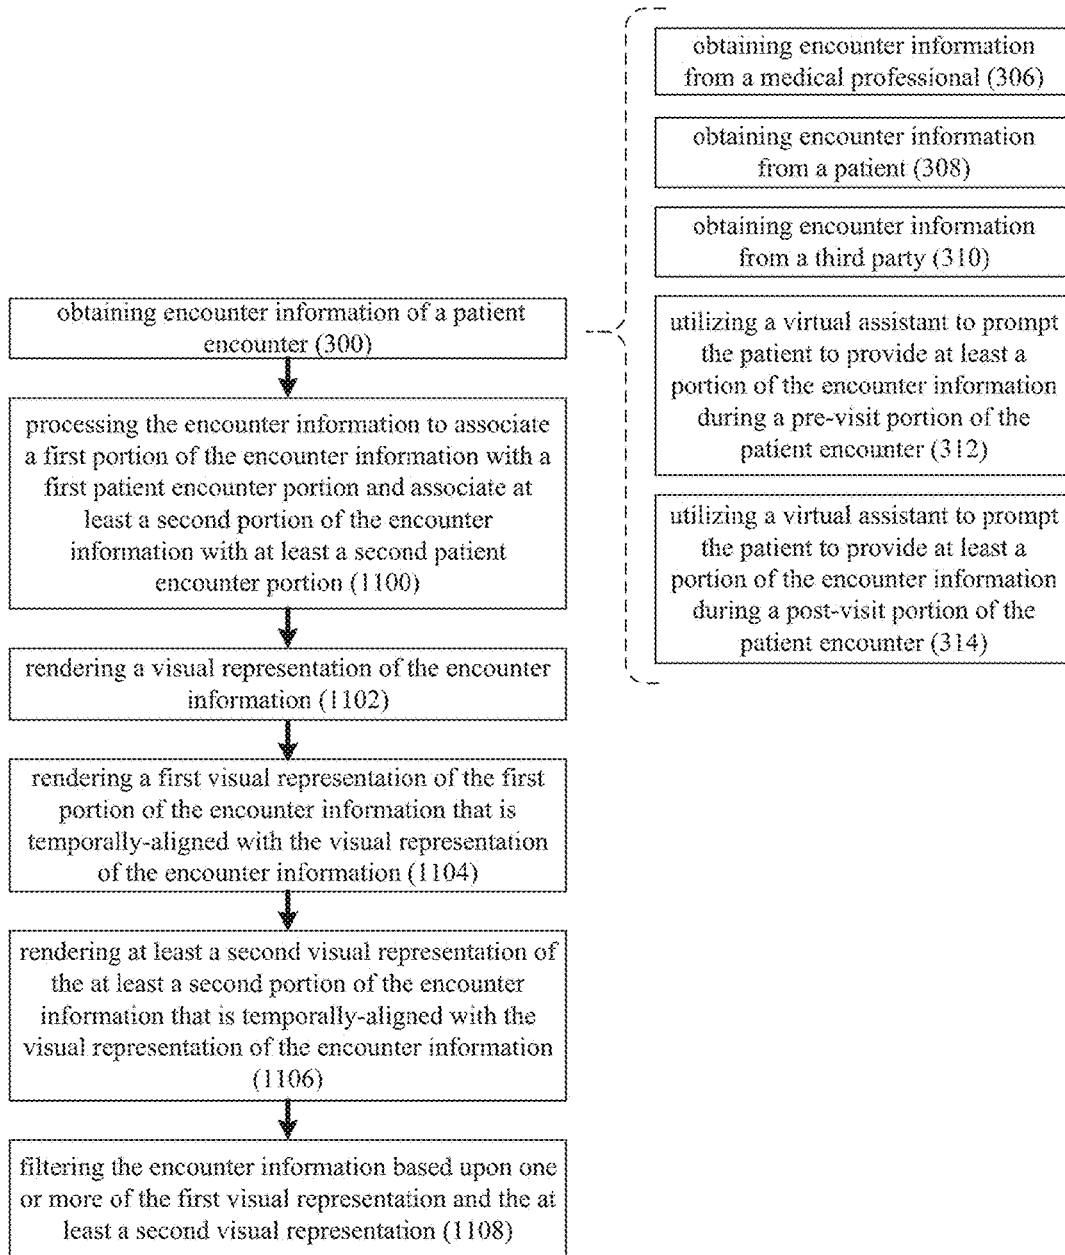 obtaining encounter information
from a medical professional (306)
obtaining encounter information
from a patient (308)
obtaining encounter information
from a third party (310)
utilizing a virtual assistant to prompt
the patient to provide at least a
portion of the encounter information
during a pre-visit portion of the
patient encounter (312)
utilizing a virtual assistant to prompt
the patient to provide at least a
portion of the encounter information
during a post-visit portion of the
patient encounter (314)
obtaining encounter information of a patient
encounter (300)
processing the encounter information to associate
a first portion of the encounter information with a
first patient encounter portion and associate at
least a second portion of the encounter
information with at least a second patient
encounter portion (1100)
rendering a visual representation of the encounter
information (1102)
rendering a first visual representation of the first
portion of the encounter information that is
temporally-aligned with the visual representation
of the encounter information (1104)
rendering at least a second visual representation of
the at least a second portion of the encounter
information that is temporally-aligned with the
visual representation of the encounter information
(1106)
filtering the encounter information based upon one
or more of the first visual representation and the at
least a second visual representation (1108)